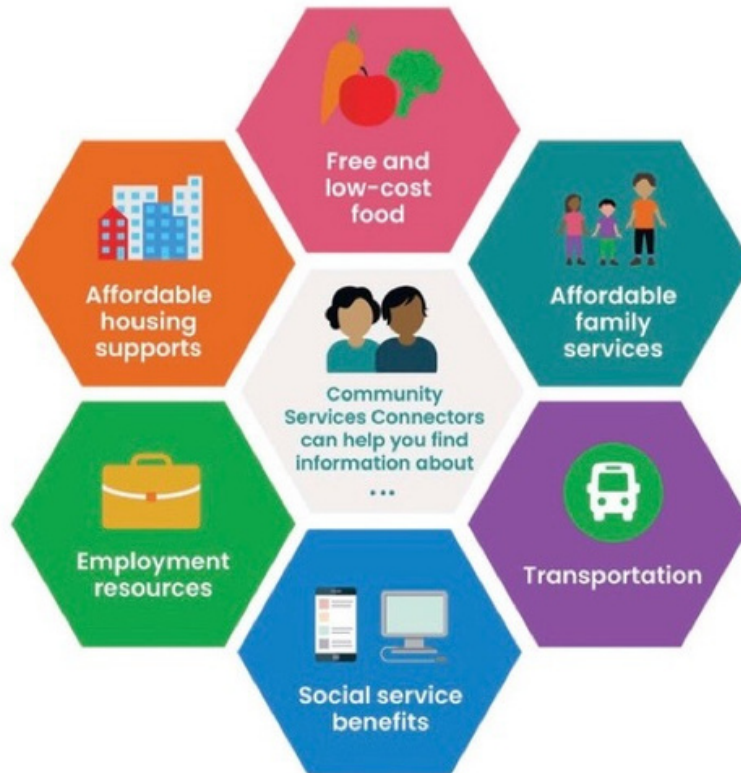 Free and
low-cost
food
Affordable
housing
supports
Affordable
family
services
Community
Services Connectors
can help you find
information about
...
Employment
resources
Transportation
Social service
benefits